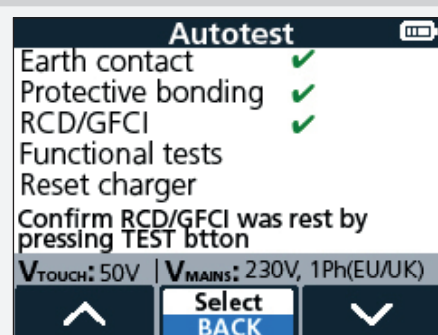 Autotest
Earth contact ✔
Protective bonding ✔
RCD/GFCI ✔
Functional tests
Reset charger
Confirm RCD/GFCI was rest by
pressing TEST btton
VTOUCH: 50V | VMAINS: 230V, 1Ph(EU/UK)
Select
BACK